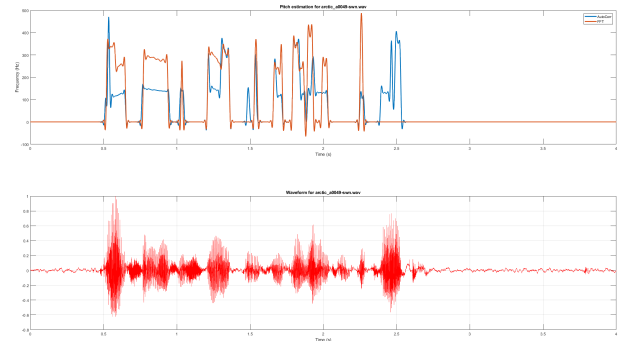 Pitch estimation for arctic_a0049-swn.wav
AutoCorr
FFT
Frequency (Hz)
500
400
300
200
100
0
-100
0 0.5 1 1.5 2 2.5 3 3.5 4
Time (s)
Waveform for arctic_a0049-swn.wav
1
0.8
0.6
0.4
0.2
0
-0.2
-0.4
-0.6
-0.8
0 0.5 1 1.5 2 2.5 3 3.5 4
Time (s)